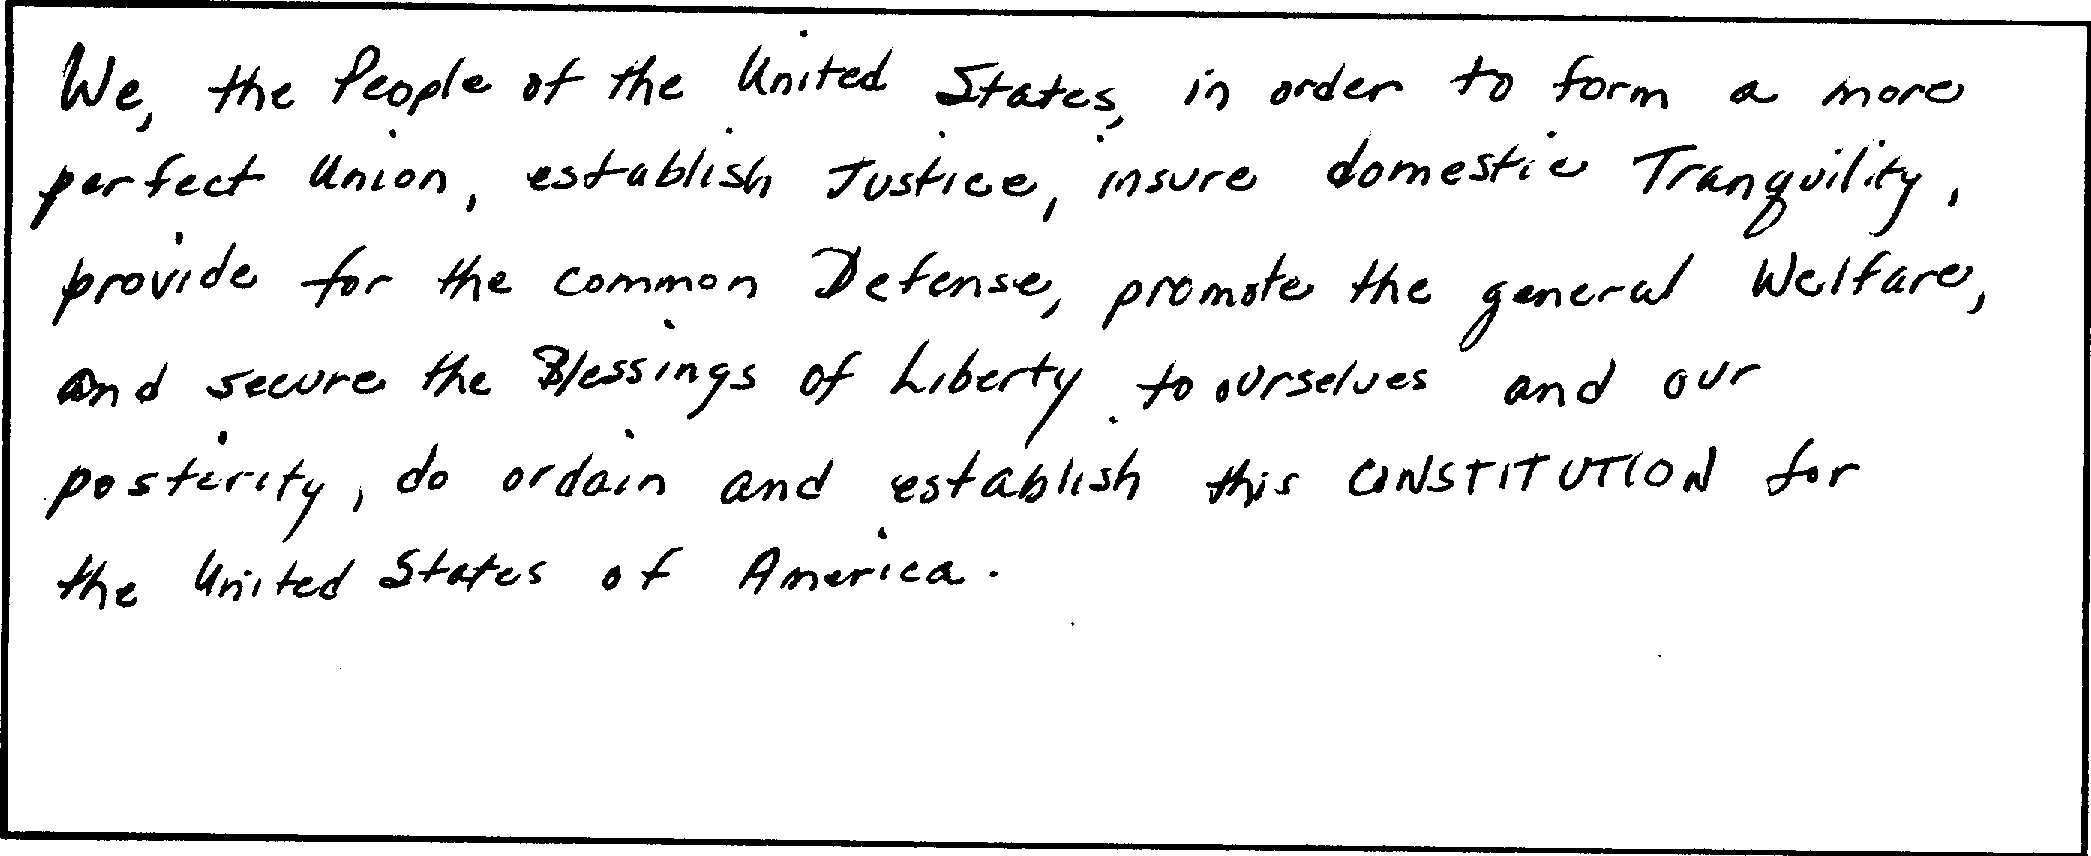 We, the People of the United States, in order to form a more
perfect Union, establish Justice, insure domestic Tranquility,
provide for the common Defense, promote the general Welfare,
and secure the Blessings of Liberty to ourselves and our
posterity, do ordain and establish this CONSTITUTION for
the United States of America.